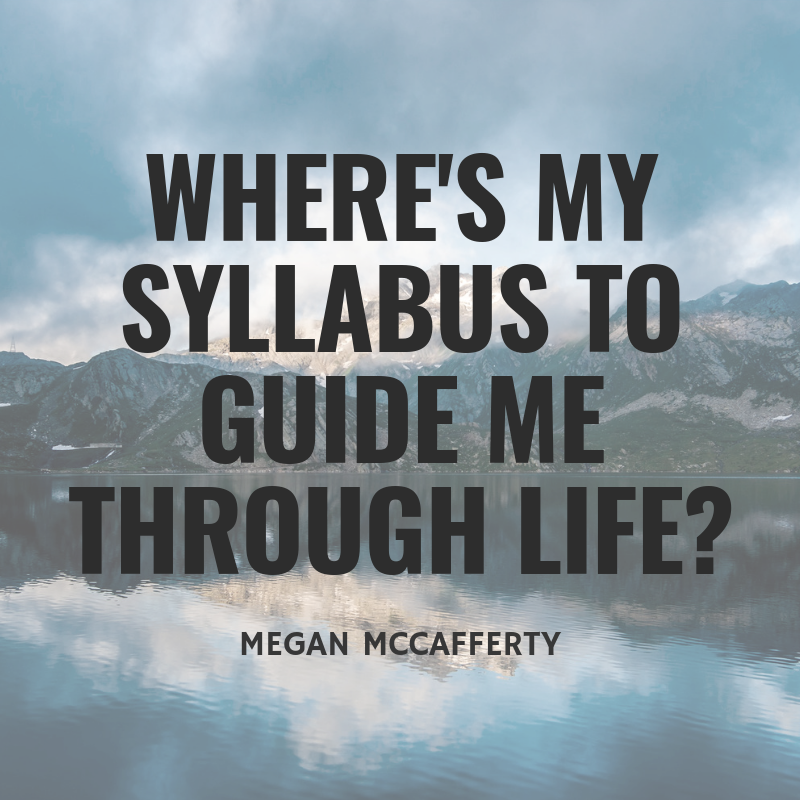 WHERE'S MY
SYLLABUS TO
GUIDE ME
THROUGH LIFE?
MEGAN MCCAFFERTY